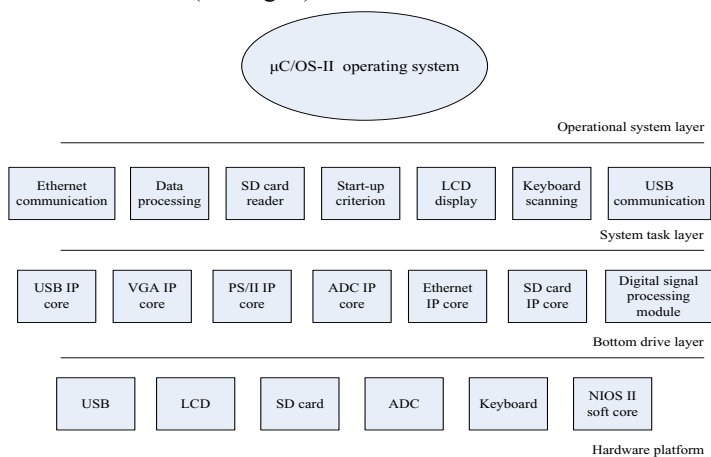 μC/OS-II operating system
Operational system layer
Ethernet
communication
Data
processing
SD card
reader
Start-up
criterion
LCD
display
Keyboard
scanning
USB
communication
System task layer
USB IP
core
VGA IP
core
PS/II IP
core
ADC IP
core
Ethernet
IP core
SD card
IP core
Digital signal
processing
module
Bottom drive layer
USB
LCD
SD card
ADC
Keyboard
NIOS II
soft core
Hardware platform